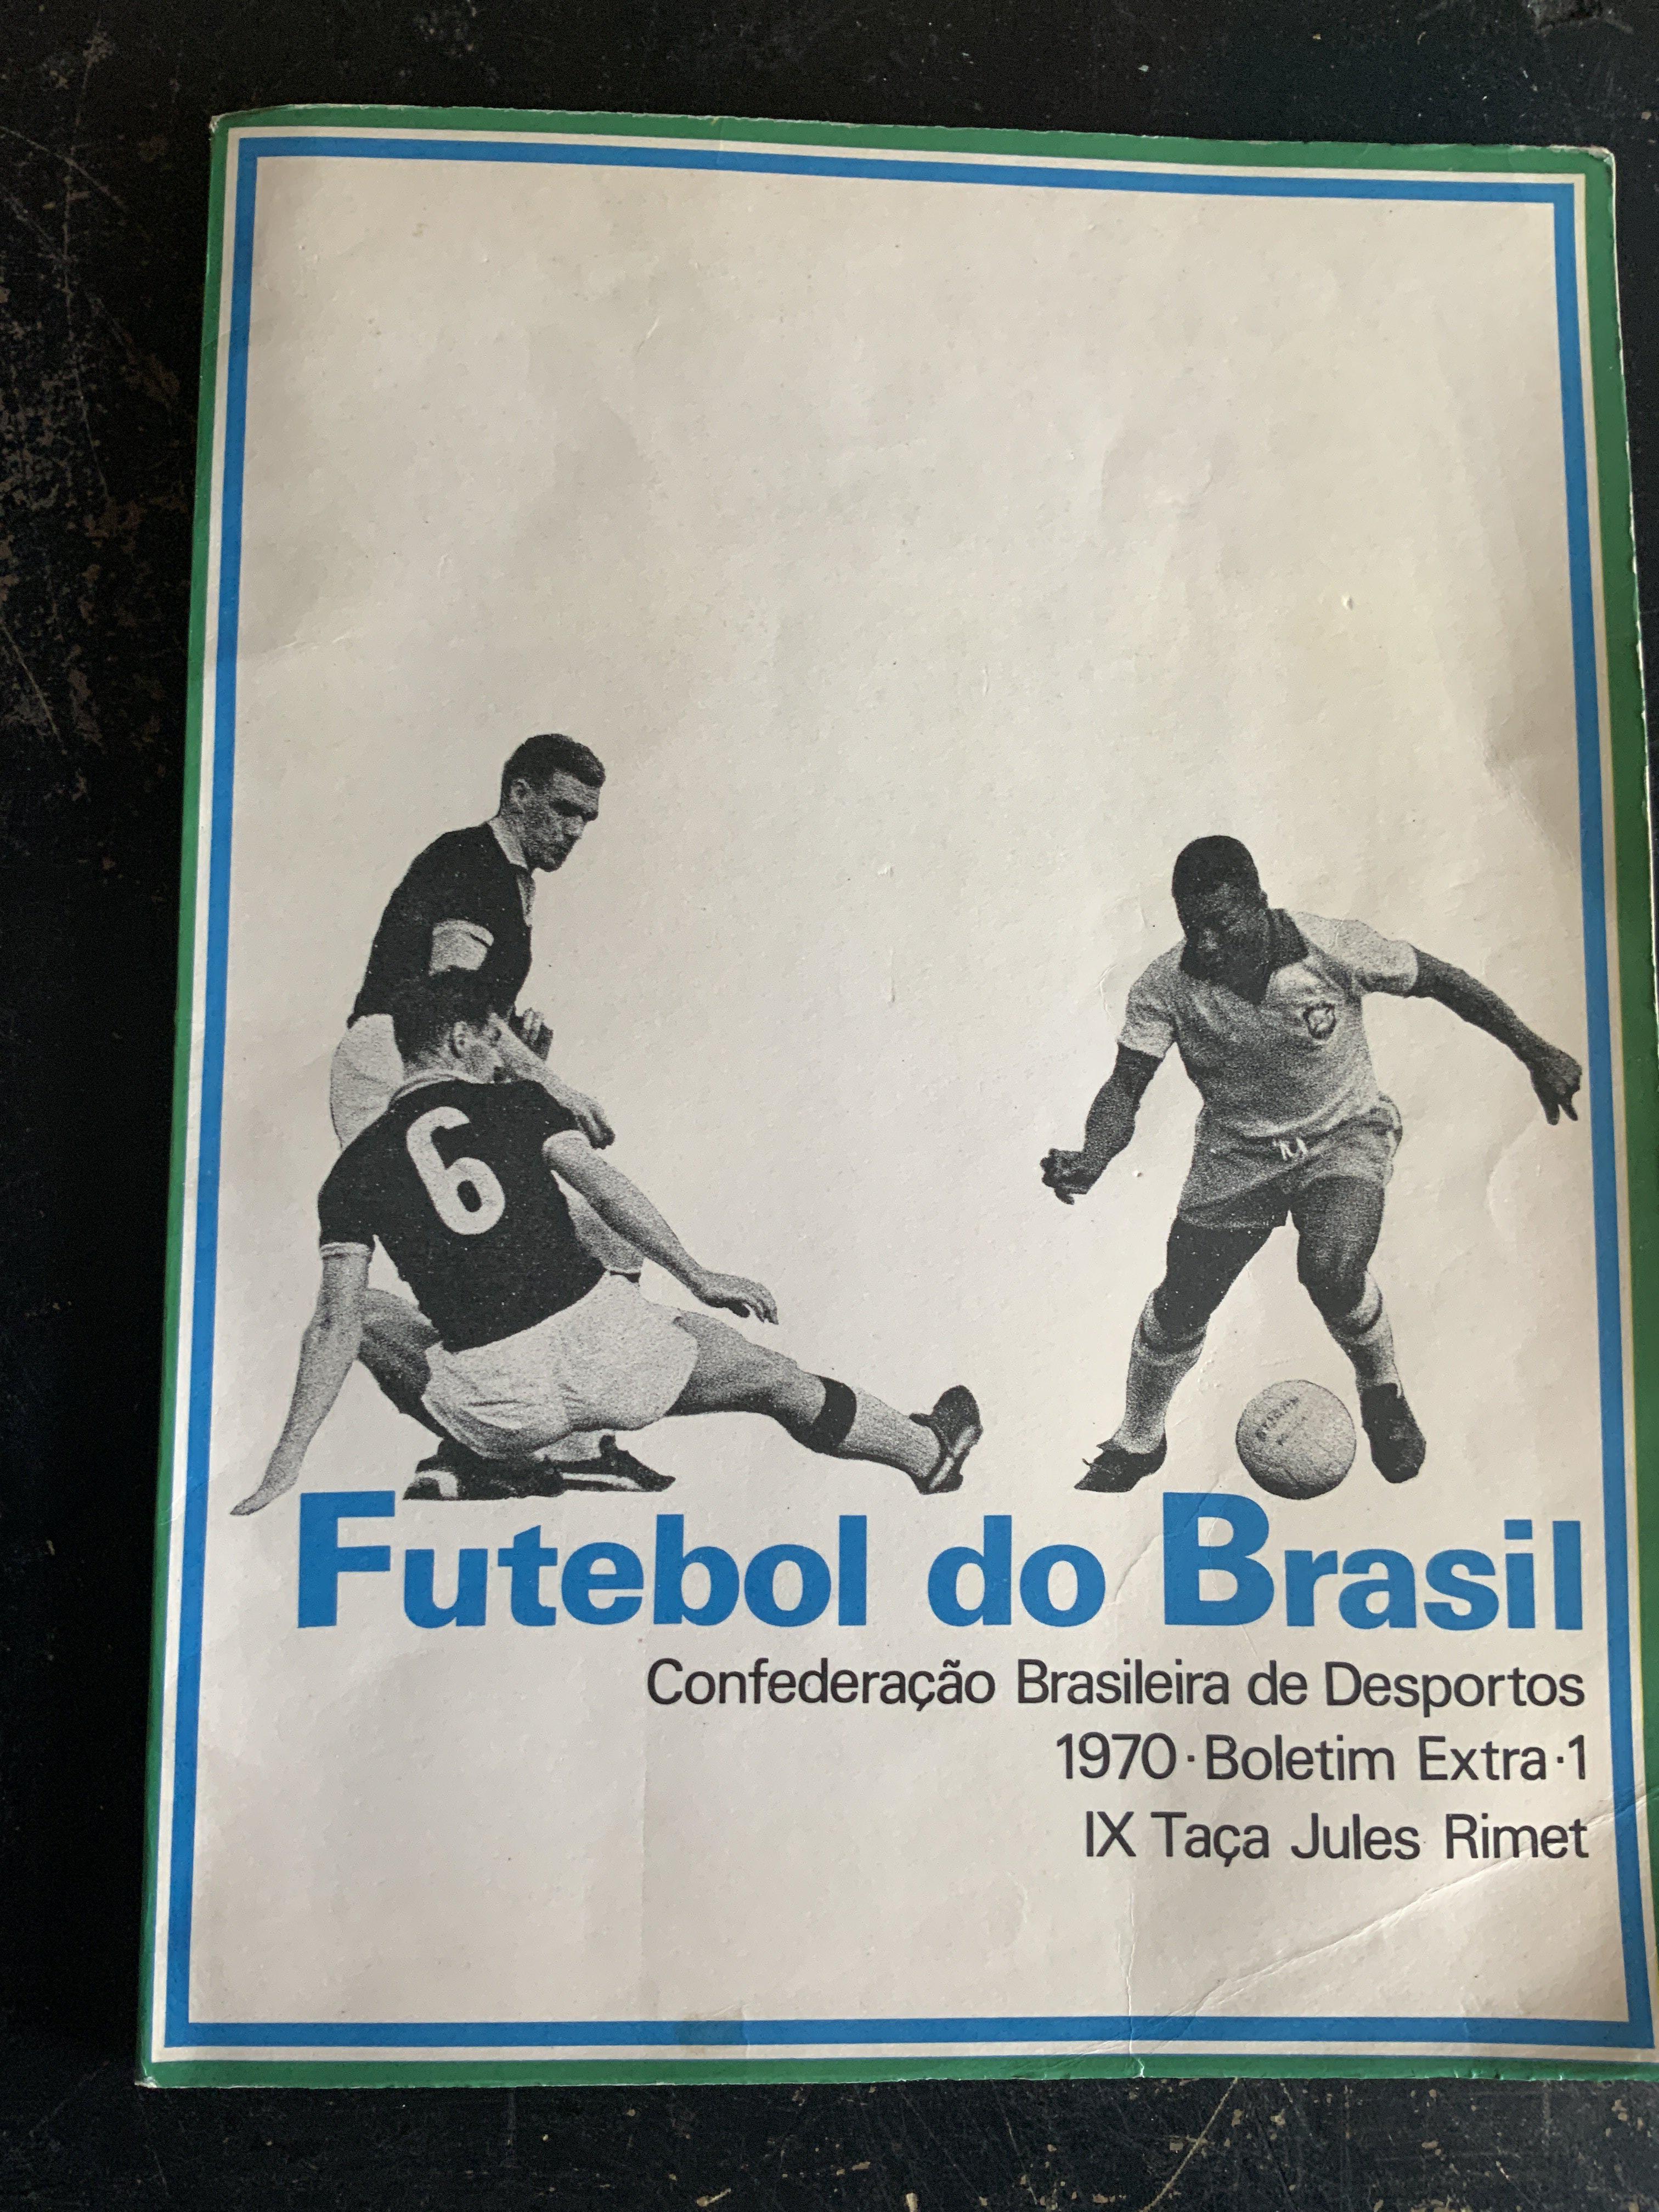 6
Futebol do Brasil
Confederação Brasileira de Desportos
1970·Boletim Extra·1
IX Taça Jules Rimet